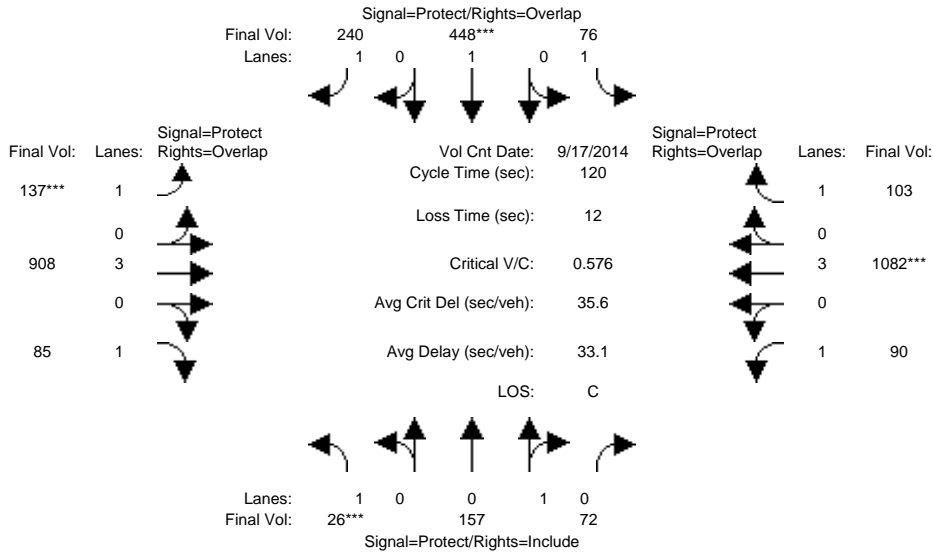 Signal=Protect/Rights=Overlap
Final Vol: 240 448*** 76
Lanes: 1 0 1 0 1
Signal=Protect Signal=Protect
Final Vol: Lanes: Rights=Overlap Vol Cnt Date: 9/17/2014 Rights=Overlap Lanes: Final Vol:
Cycle Time (sec): 120
137*** 1 1 103
Loss Time (sec): 12
0 0
908 3 Critical V/C: 0.576 3 1082***
0 Avg Crit Del (sec/veh): 35.6 0
85 1 Avg Delay (sec/veh): 33.1 1 90
LOS: C
Lanes: 1 0 0 1 0
Final Vol: 26*** 157 72
Signal=Protect/Rights=Include